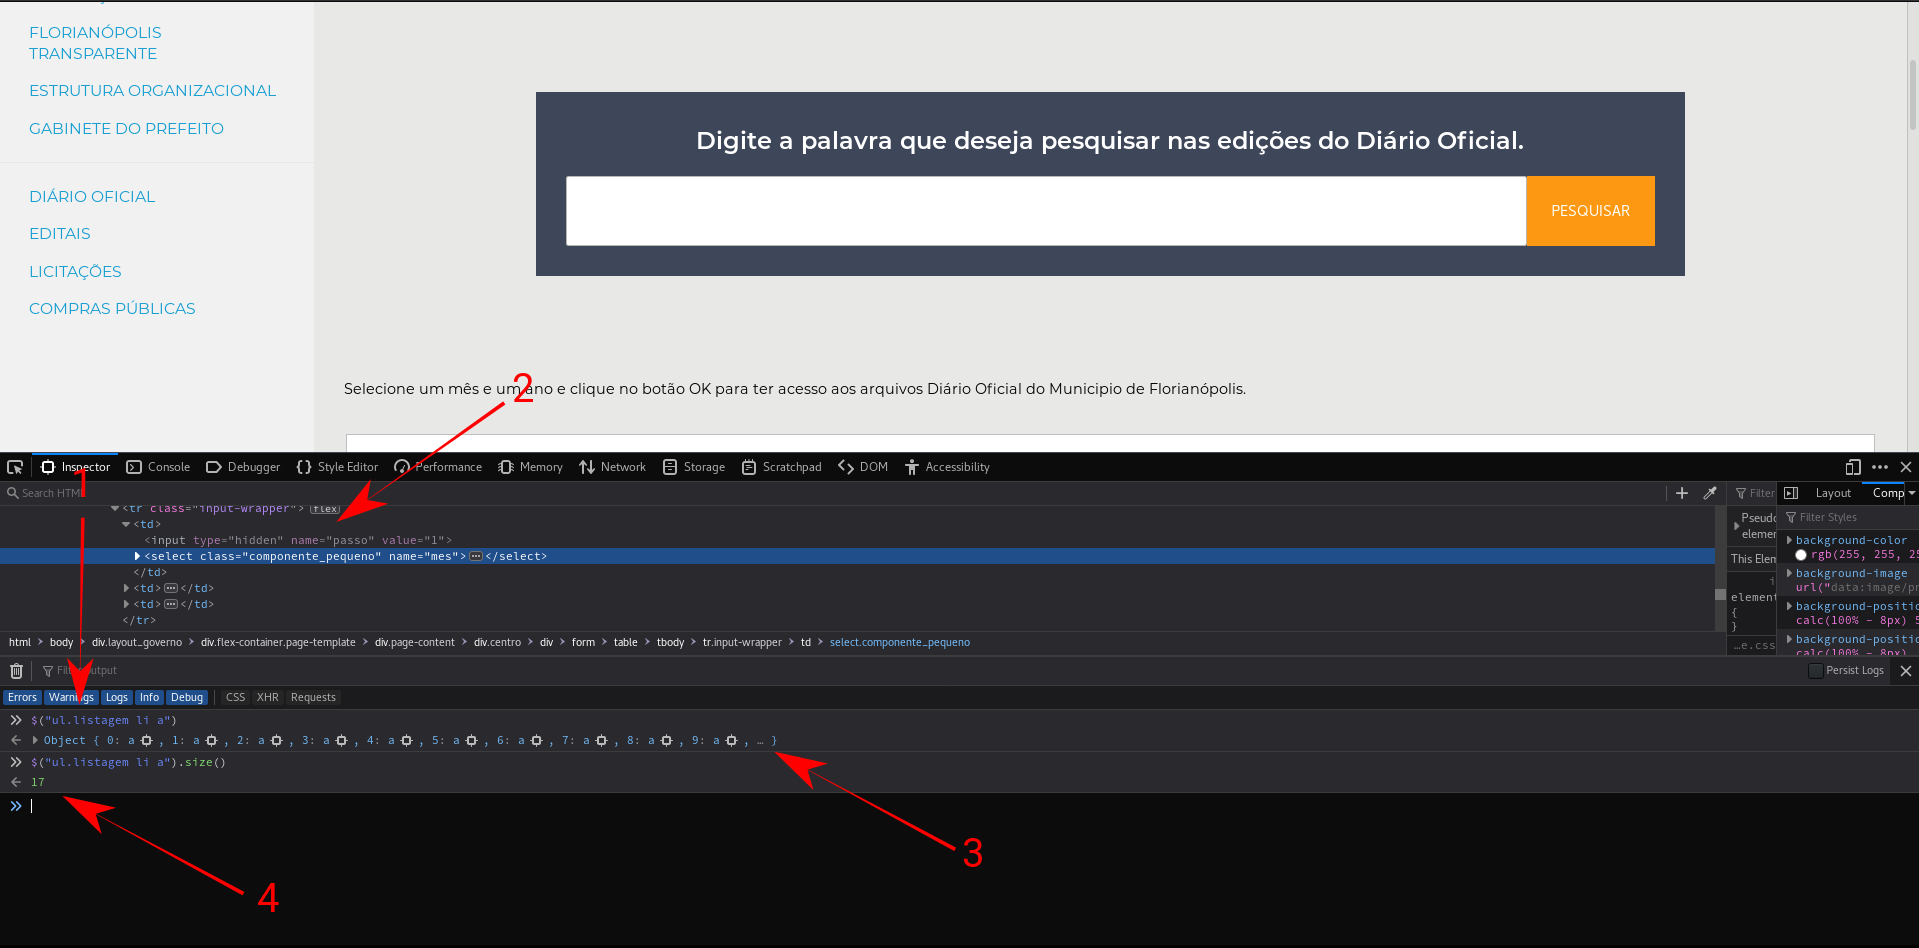 FLORIANÓPOLIS
TRANSPARENTE
ESTRUTURA ORGANIZACIONAL
GABINETE DO PREFEITO
DIÁRIO OFICIAL
EDITAIS
LICITAÇÕES
COMPRAS PÚBLICAS
Digite a palavra que deseja pesquisar nas edições do Diário Oficial.
PESQUISAR
Selecione um mês e um ano e clique no botão OK para ter acesso aos arquivos Diário Oficial do Municipio de Florianópolis.
2
1
Inspector Console Debugger Style Editor Performance Memory Network Storage Scratchpad DOM Accessibility
Search HTML
<tr class="input-wrapper"> flex
<td>
<input type="hidden" name="passo" value="1">
<select class="componente_pequeno" name="mes"> </select>
</td>
<td> </td>
<td> </td>
</tr>
html > body > div.layout_governo > div.flex-container.page-template > div.page-content > div.centro > div > form > table > tbody > tr.input-wrapper > td > select.componente_pequeno
Filter
Pseudo
elemen
This Elem
i
element
{
}
…e.css
Layout Comp
Filter Styles
background-color
rgb(255, 255, 25
background-image
url("data:image/pn
background-positio
calc(100% - 8px) 5
background-positio
calc(100% - 8px)
Filter output Persist Logs
Errors Warnings Logs Info Debug CSS XHR Requests
$("ul.listagem li a")
Object { 0: a , 1: a , 2: a , 3: a , 4: a , 5: a , 6: a , 7: a , 8: a , 9: a , … }
$("ul.listagem li a").size()
17
3
4